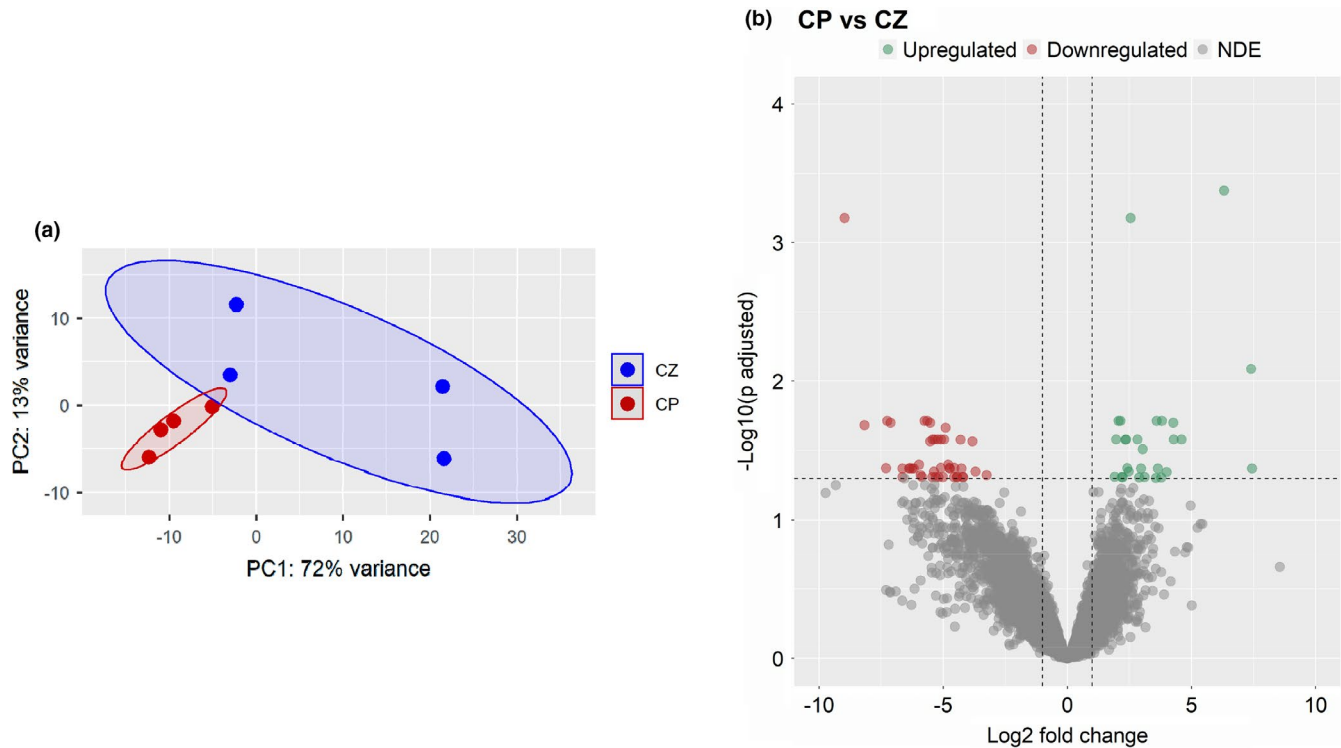 (a)
PC2: 13% variance
10
0
-10
-10
0
10
20
30
PC1: 72% variance
CZ
CP
(b) CP vs CZ
Upregulated Downregulated NDE
-Log10(p adjusted)
4
3
2
1
0
-10
-5
0
5
10
Log2 fold change